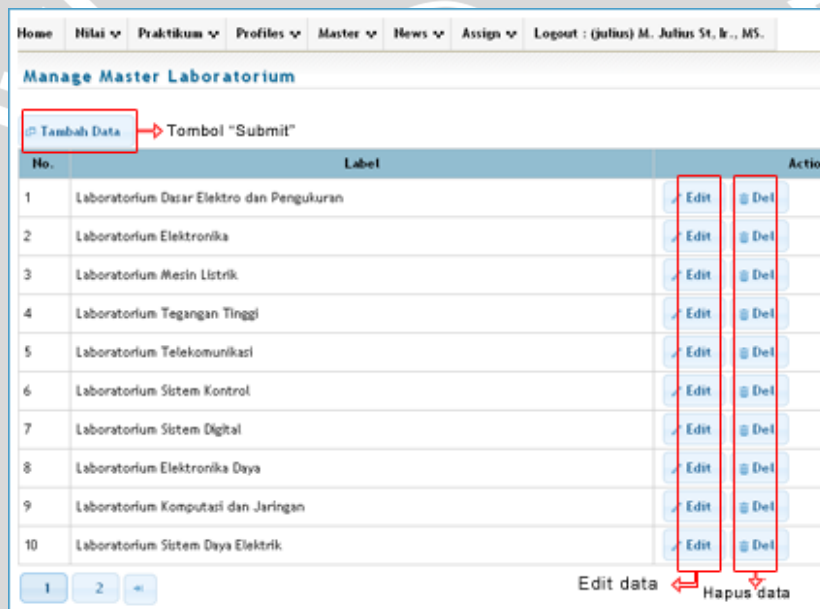 Home Nilai Praktikum Profiles Master News Assign Logout : (julius) M. Julius St, Ir., MS.
Manage Master Laboratorium
Tambah Data Tombol “Submit”
No. Label Actio
1 Laboratorium Dasar Elektro dan Pengukuran Edit Del
2 Laboratorium Elektronika Edit Del
3 Laboratorium Mesin Listrik Edit Del
4 Laboratorium Tegangan Tinggi Edit Del
5 Laboratorium Telekomunikasi Edit Del
6 Laboratorium Sistem Kontrol Edit Del
7 Laboratorium Sistem Digital Edit Del
8 Laboratorium Elektronika Daya Edit Del
9 Laboratorium Komputasi dan Jaringan Edit Del
10 Laboratorium Sistem Daya Elektrik Edit Del
1 2
Edit data Hapus data